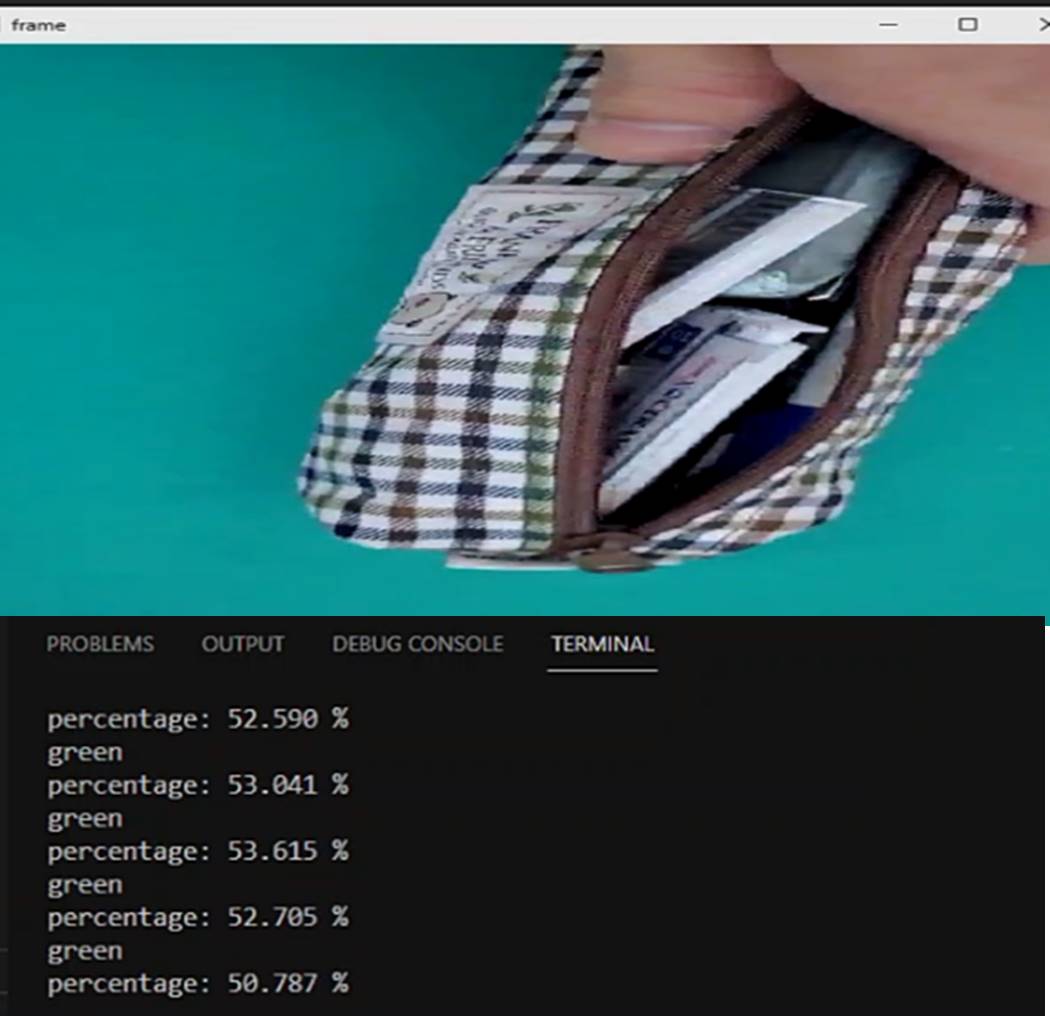 frame
PROBLEMS OUTPUT DEBUG CONSOLE TERMINAL
percentage: 52.590 %
green
percentage: 53.041 %
green
percentage: 53.615 %
green
percentage: 52.705 %
green
percentage: 50.787 %